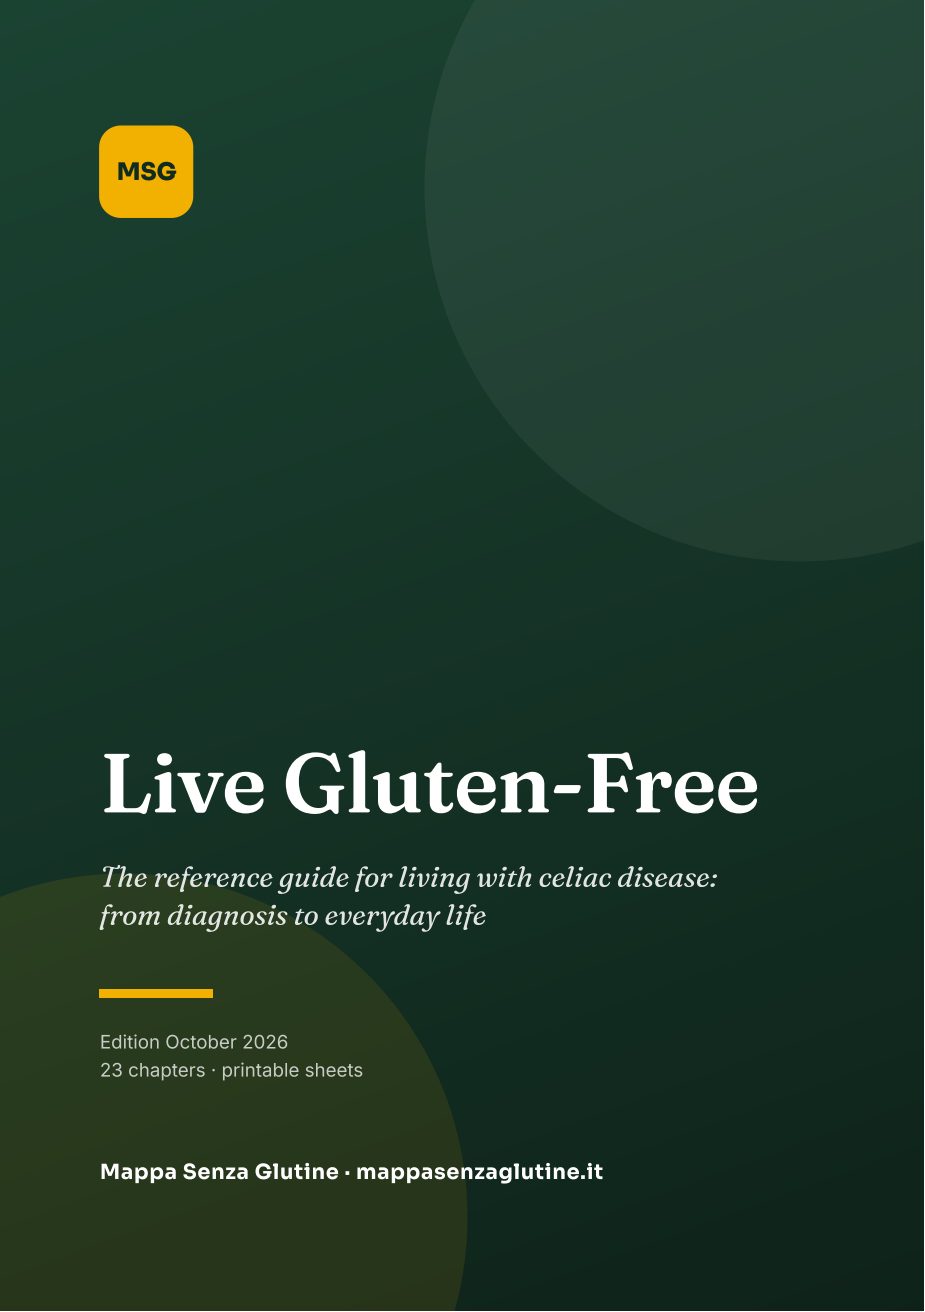 MSG
Live Gluten-Free
The reference guide for living with celiac disease:
from diagnosis to everyday life
Edition October 2026
23 chapters · printable sheets
Mappa Senza Glutine · mappasenzaglutine.it